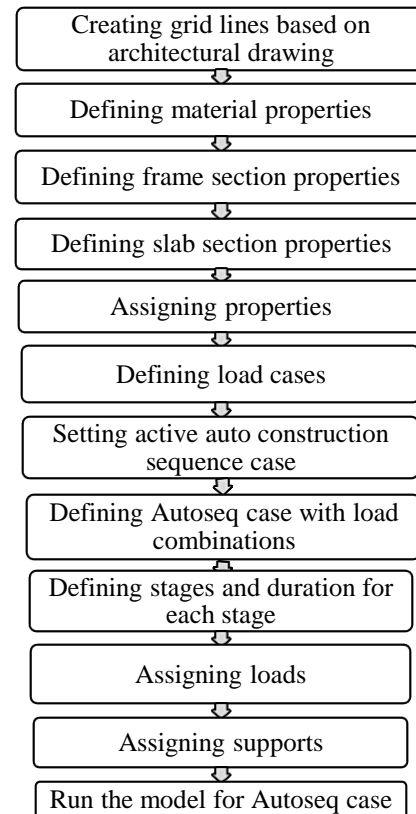 Creating grid lines based on
architectural drawing
Defining material properties
Defining frame section properties
Defining slab section properties
Assigning properties
Defining load cases
Setting active auto construction
sequence case
Defining Autoseq case with load
combinations
Defining stages and duration for
each stage
Assigning loads
Assigning supports
Run the model for Autoseq case